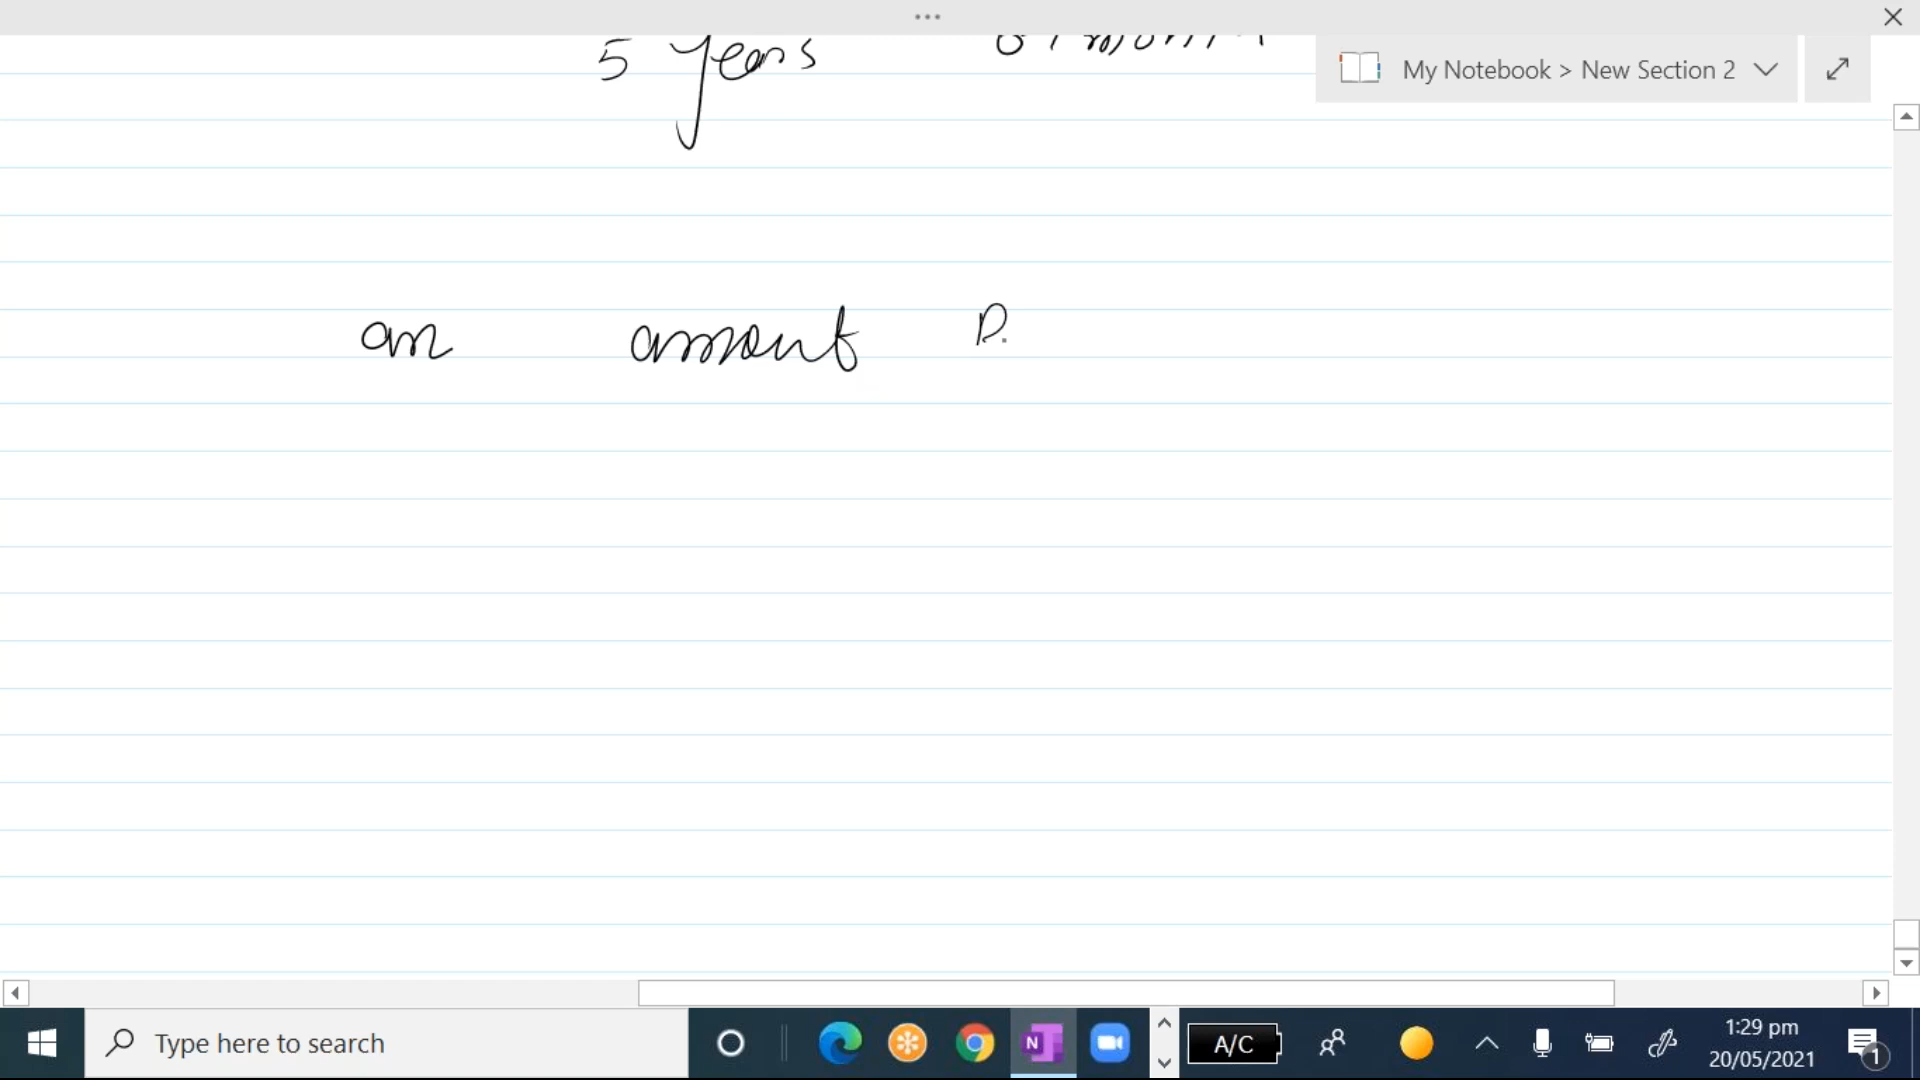 5 years
My Notebook > New Section 2
an amount
Type here to search
N
A/C
1:29 pm
20/05/2021
1